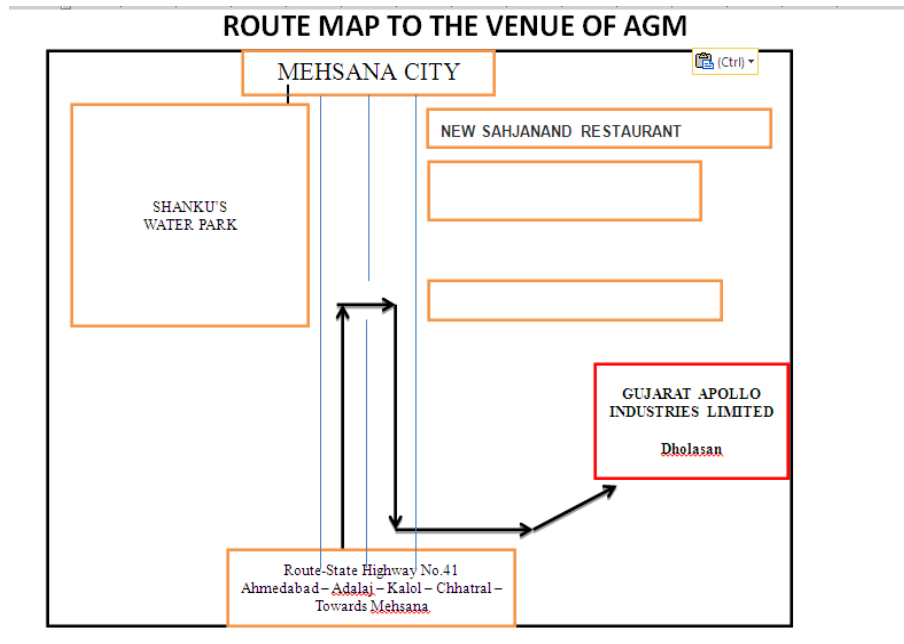 ROUTE MAP TO THE VENUE OF AGM
MEHSANA CITY
(Ctrl)
NEW SAHJANAND RESTAURANT
SHANKU'S
WATER PARK
GUJARAT APOLLO
INDUSTRIES LIMITED
Dholasan
Route-State Highway No.41
Ahmedabad – Adalaj – Kalol – Chhatral –
Towards Mehsana